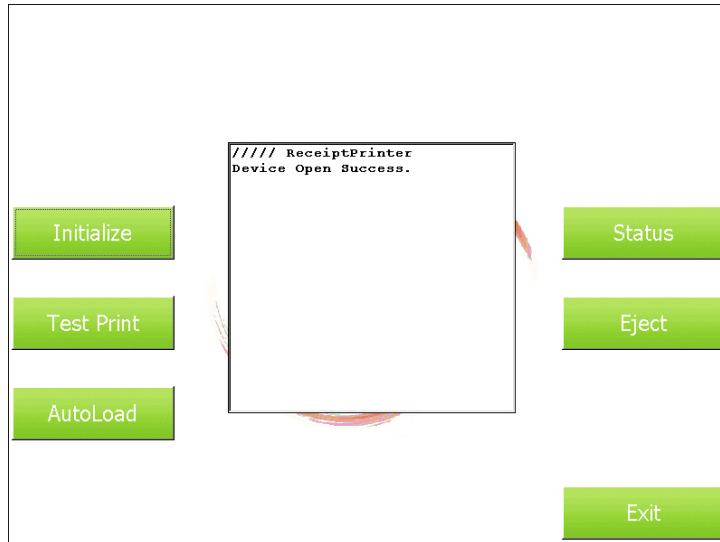 ///// ReceiptPrinter
Device Open Success.
Initialize
Status
Test Print
Eject
AutoLoad
Exit